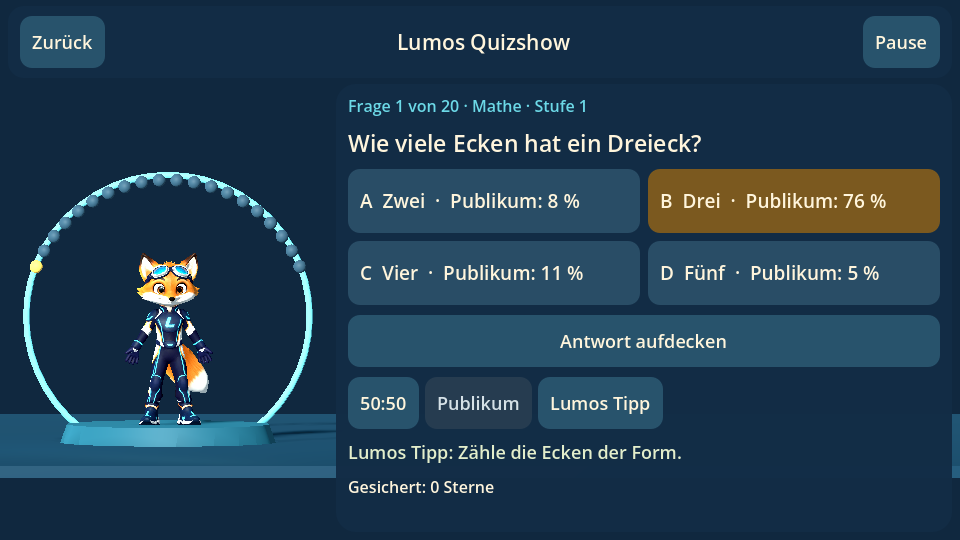 Zurück
Lumos Quizshow
Pause
Frage 1 von 20 · Mathe · Stufe 1
Wie viele Ecken hat ein Dreieck?
A Zwei · Publikum: 8 %
B Drei · Publikum: 76 %
C Vier · Publikum: 11 %
D Fünf · Publikum: 5 %
Antwort aufdecken
50:50
Publikum
Lumos Tipp
Lumos Tipp: Zähle die Ecken der Form.
Gesichert: 0 Sterne
L